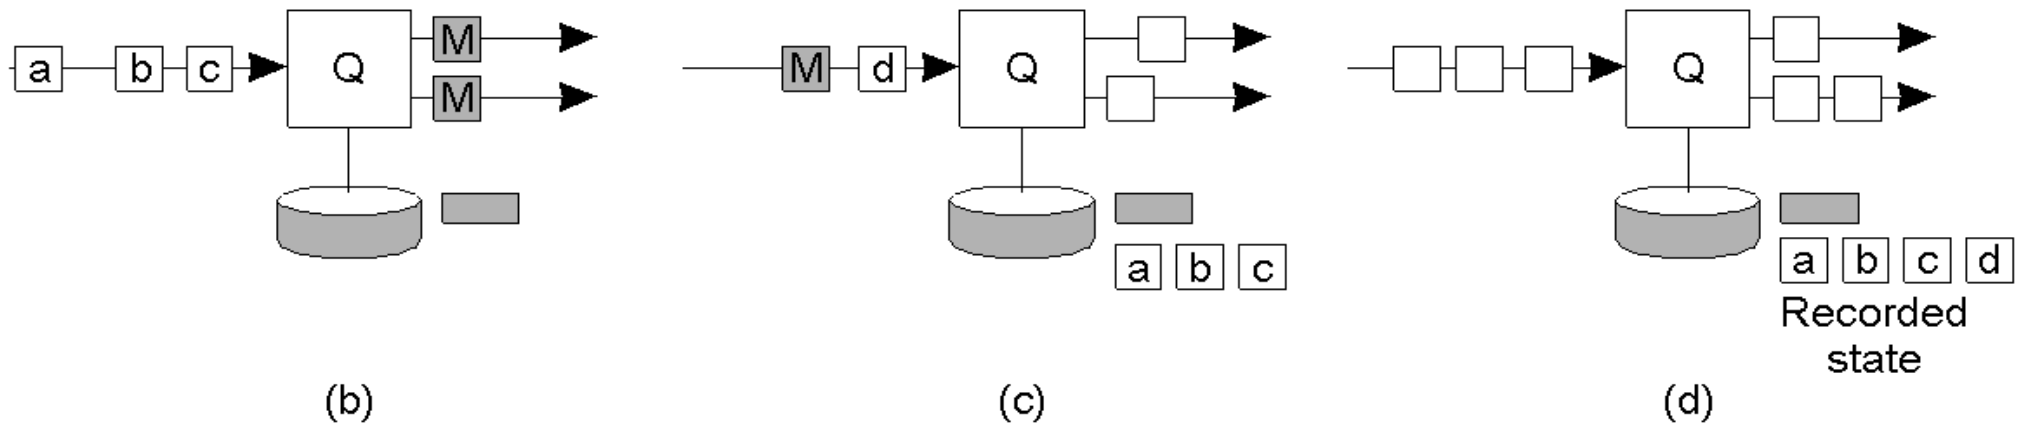 M
a b c Q
M
M d Q
a b c
Q
a b c d
Recorded
state
(b) (c) (d)